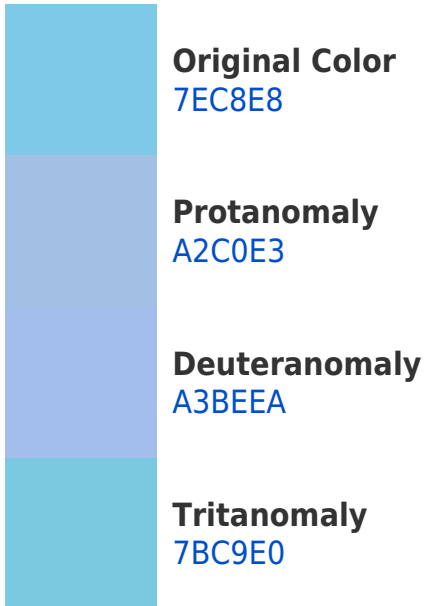 Original Color
7EC8E8
Protanomaly
A2C0E3
Deuteranomaly
A3BEEA
Tritanomaly
7BC9E0